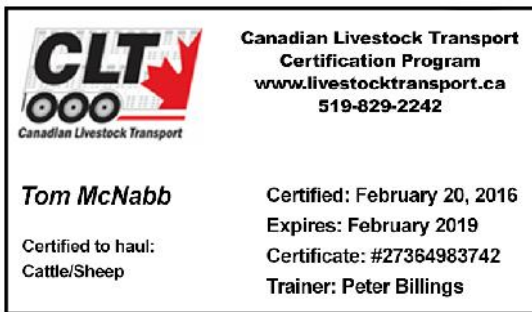 CLT
Canadian Livestock Transport
Canadian Livestock Transport
Certification Program
www.livestocktransport.ca
519-829-2242
Tom McNabb
Certified to haul:
Cattle/Sheep
Certified: February 20, 2016
Expires: February 2019
Certificate: #27364983742
Trainer: Peter Billings